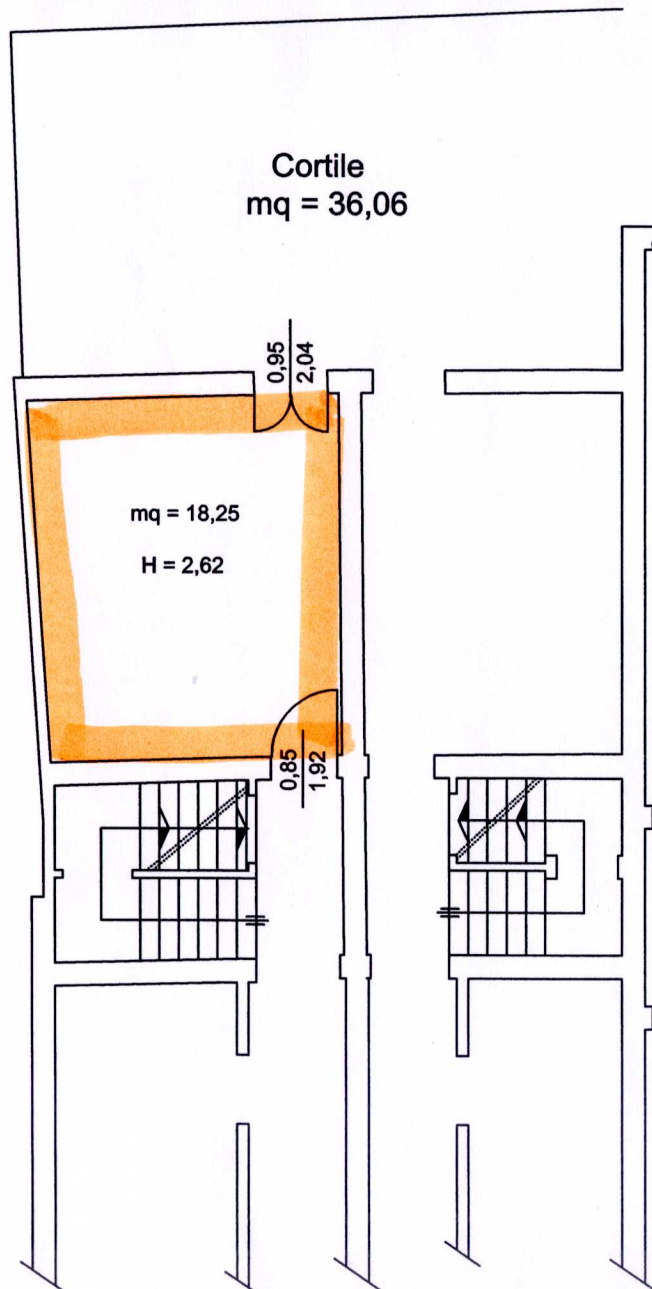 Cortile
mq = 36,06
0,95
2,04
mq = 18,25
H = 2,62
0,85
1,92